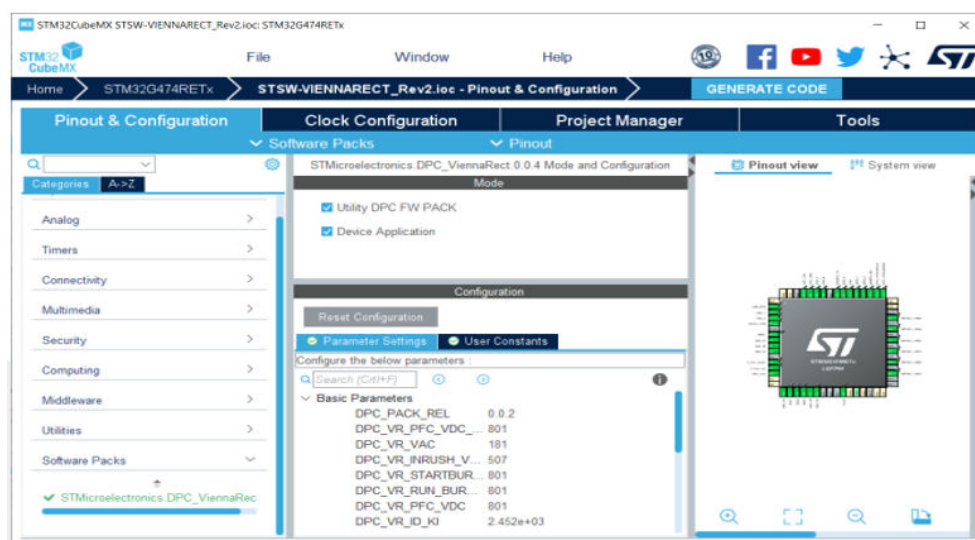 STM32CubeMX STSW-VIENNARECT_Rev2.ioc: STM32G474RETx
STM32 CubeMX
File Window Help
Home STM32G474RETx STSW-VIENNARECT_Rev2.ioc - Pinout & Configuration GENERATE CODE
Pinout & Configuration Clock Configuration Project Manager Tools
Software Packs Pinout
STMicroelectronics.DPC_ViennaRect.0.0.4 Mode and Configuration
Pinout view System view
Categories A->Z
Mode
Utility DPC FW PACK
Device Application
Analog
Timers
Connectivity
Multimedia
Security
Computing
Middleware
Utilities
Software Packs
STMicroelectronics.DPC_ViennaRec
Configuration
Reset Configuration
Parameter Settings User Constants
Configure the below parameters :
Search (Crtl+F)
Basic Parameters
DPC_PACK_REL 0.0.2
DPC_VR_PFC_VDC_... 801
DPC_VR_VAC 181
DPC_VR_INRUSH_V... 507
DPC_VR_STARTBUR... 801
DPC_VR_RUN_BUR... 801
DPC_VR_PFC_VDC 801
DPC_VR_ID_KI 2.452e+03